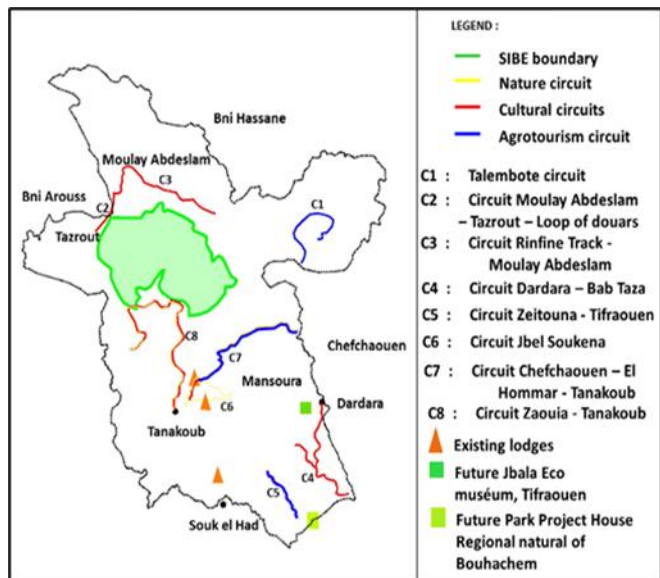 Bni Hassane
Moulay Abdeslam
C3
Bni Arouss
C2
Tazrout
C1
C8
Chefchaouen
C7
Mansoura
C6
Dardara
Tanakoub
C4
C5
Souk el Had
LEGEND :
SIBE boundary
Nature circuit
Cultural circuits
Agrotourism circuit
C1 : Talembote circuit
C2 : Circuit Moulay Abdeslam
– Tazrout – Loop of douars
C3 : Circuit Rinfine Track -
Moulay Abdeslam
C4 : Circuit Dardara – Bab Taza
C5 : Circuit Zeitouna - Tifraouen
C6 : Circuit Jbel Soukena
C7 : Circuit Chefchaouen – El
Hommar - Tanakoub
C8 : Circuit Zaouia - Tanakoub
Existing lodges
Future Jbala Eco
muséum, Tifraouen
Future Park Project House
Regional natural of
Bouhachem